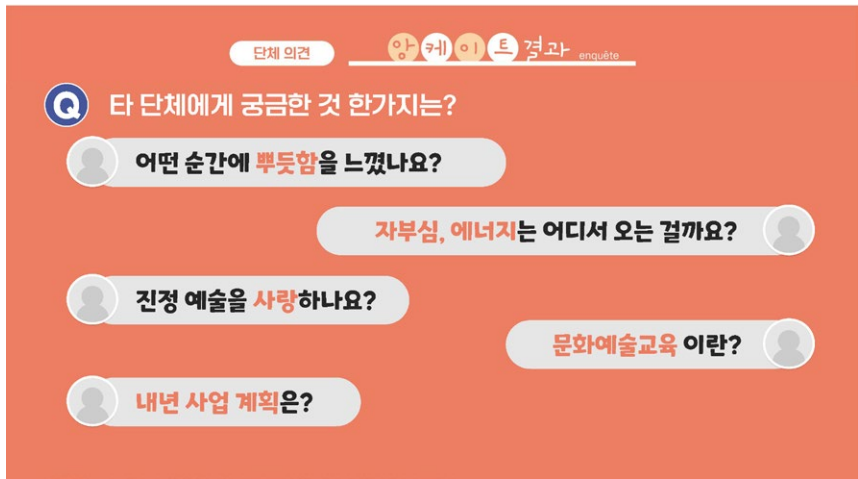 단체 의견
앙케이트결과 enquête
Q 타 단체에게 궁금한 것 한가지는?
어떤 순간에 뿌듯함을 느꼈나요?
자부심, 에너지는 어디서 오는 걸까요?
진정 예술을 사랑하나요?
문화예술교육 이란?
내년 사업 계획은?